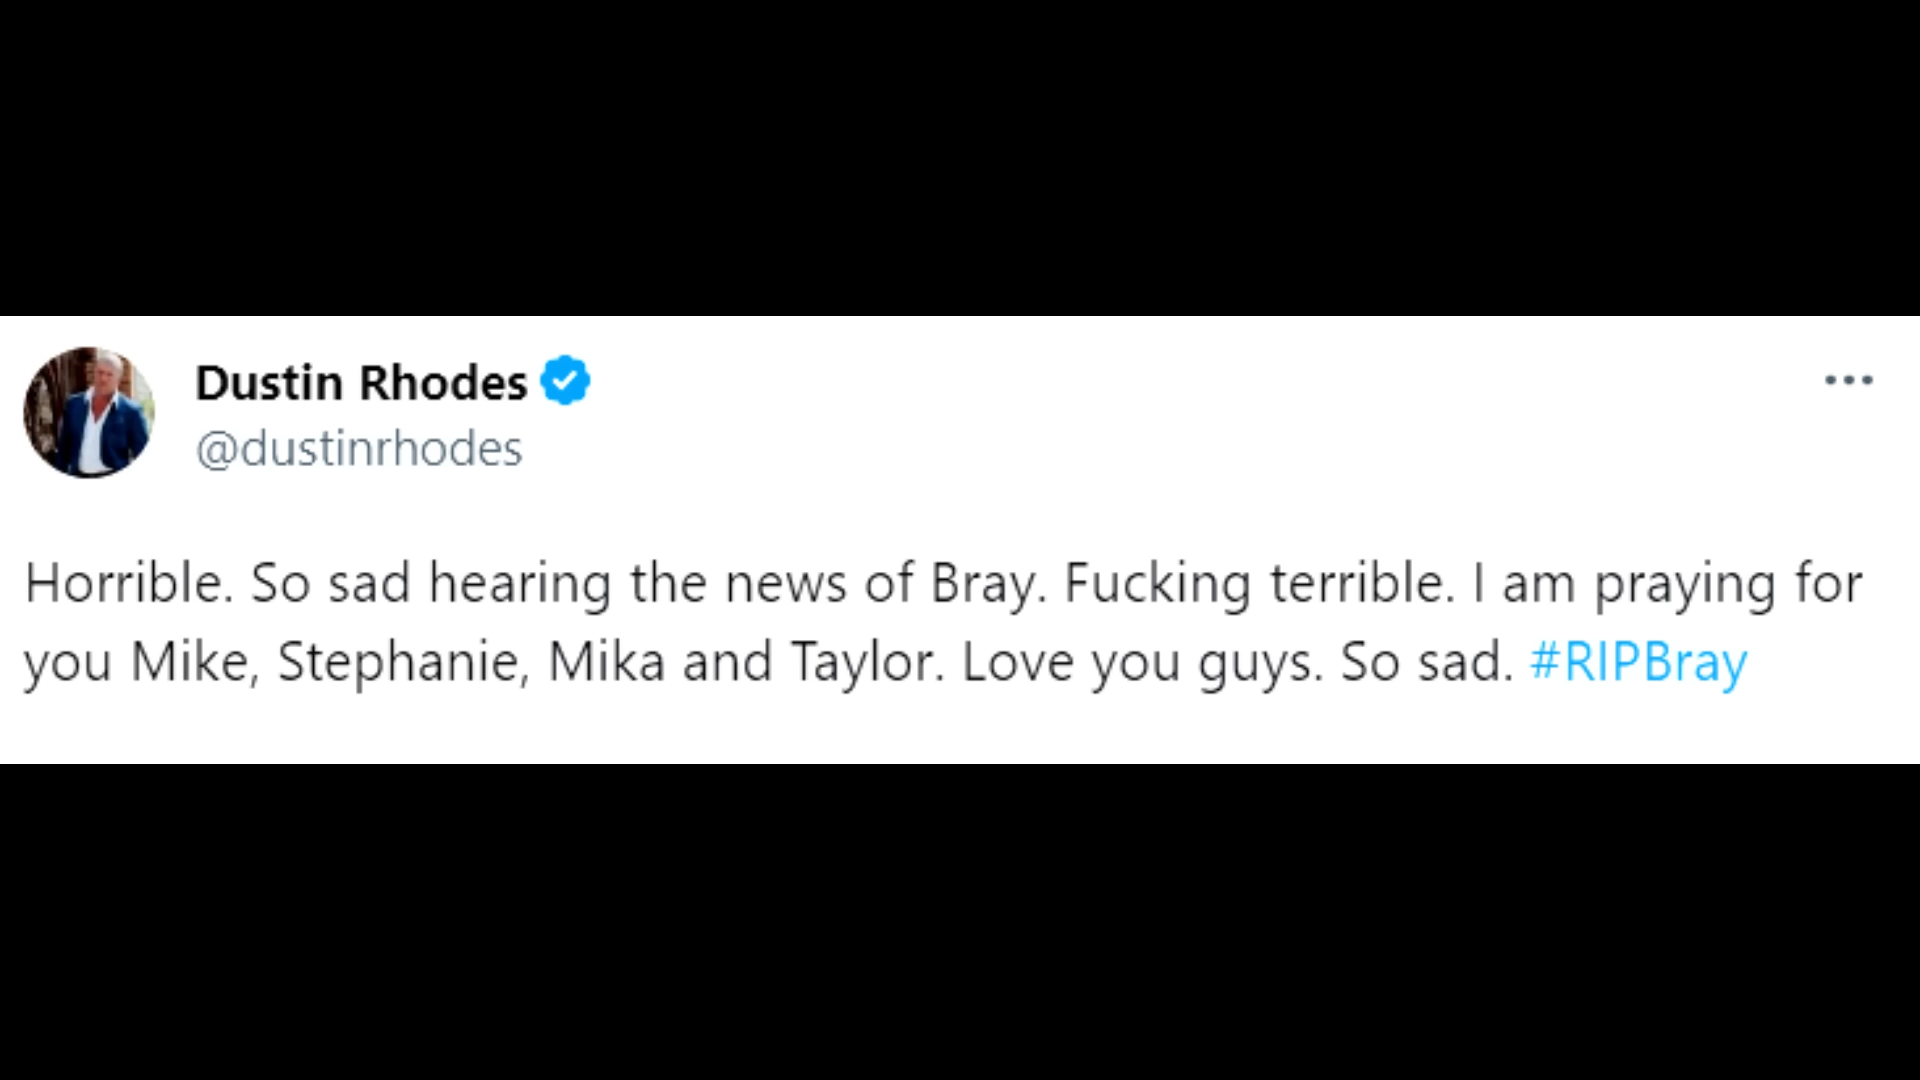 Dustin Rhodes
@dustinrhodes
Horrible. So sad hearing the news of Bray. Fucking terrible. I am praying for
you Mike, Stephanie, Mika and Taylor. Love you guys. So sad. #RIPBray